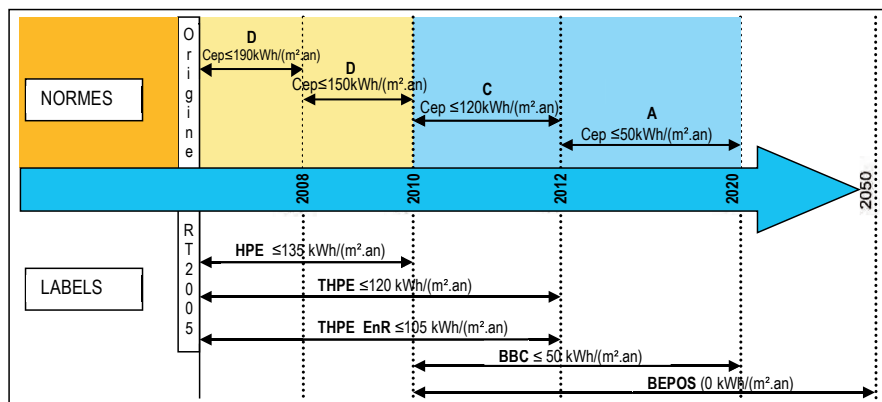 NORMES
Origine
D
Cep≤190kWh/(m².an)
D
Cep≤150kWh/(m².an)
C
Cep ≤120kWh/(m².an)
A
Cep ≤50kWh/(m².an)
2008
2010
2012
2020
2050
LABELS
RT2005
HPE ≤135 kWh/(m².an)
THPE ≤120 kWh/(m².an)
THPE EnR ≤105 kWh/(m².an)
BBC ≤ 50 kWh/(m².an)
BEPOS (0 kWh/(m².an)